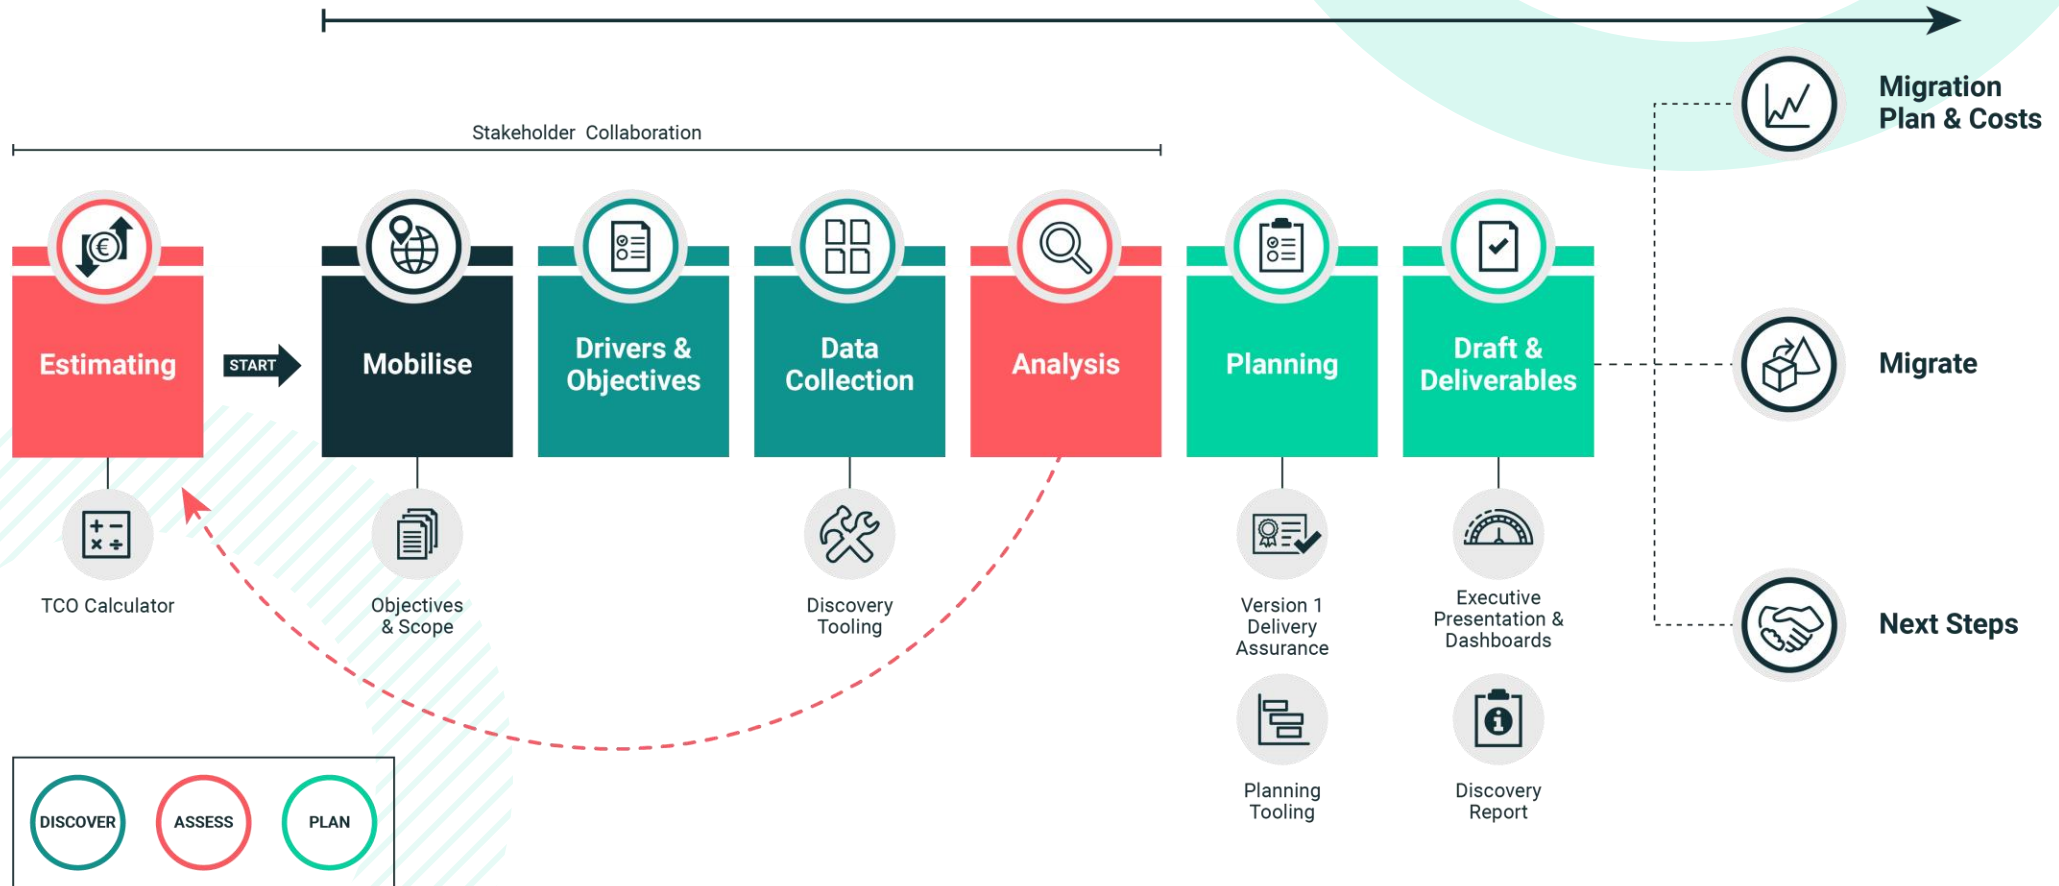 Stakeholder Collaboration
Estimating
START
Mobilise
Drivers &
Objectives
Data
Collection
Analysis
Planning
Draft &
Deliverables
Migration
Plan & Costs
Migrate
Next Steps
TCO Calculator
Objectives
& Scope
Discovery
Tooling
Version 1
Delivery
Assurance
Executive
Presentation &
Dashboards
Planning
Tooling
Discovery
Report
DISCOVER
ASSESS
PLAN